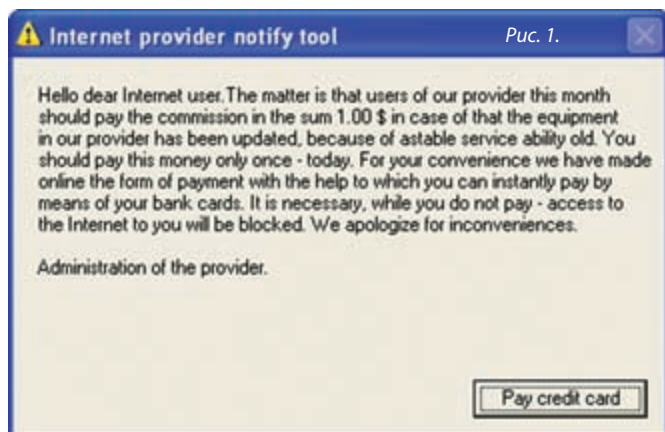 Internet provider notify tool
Рис. 1.
Hello dear Internet user.The matter is that users of our provider this month
should pay the commission in the sum 1.00 $ in case of that the equipment
in our provider has been updated, because of astable service ability old. You
should pay this money only once - today. For your convenience we have made
online the form of payment with the help to which you can instantly pay by
means of your bank cards. It is necessary, while you do not pay - access to
the Internet to you will be blocked. We apologize for inconveniences.
Administration of the provider.
Pay credit card